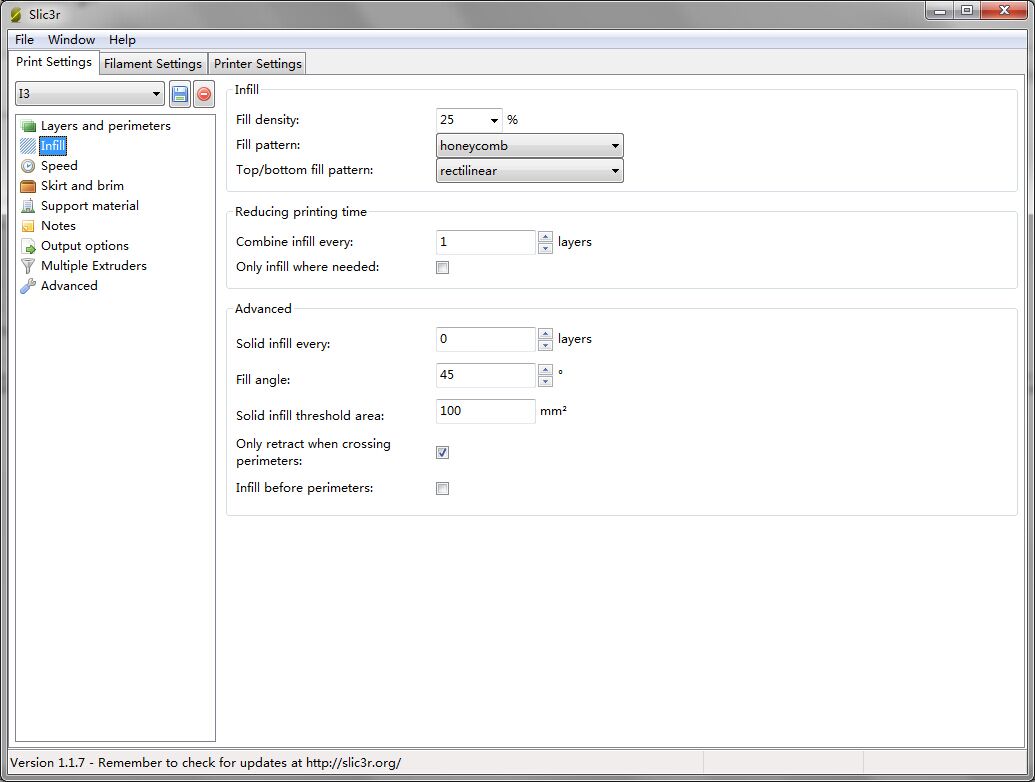 Slic3r
File Window Help
Print Settings Filament Settings Printer Settings
I3
Layers and perimeters
Infill
Speed
Skirt and brim
Support material
Notes
Output options
Multiple Extruders
Advanced
Infill
Fill density: 25 %
Fill pattern: honeycomb
Top/bottom fill pattern: rectilinear
Reducing printing time
Combine infill every: 1 layers
Only infill where needed:
Advanced
Solid infill every: 0 layers
Fill angle: 45 °
Solid infill threshold area: 100 mm²
Only retract when crossing
perimeters:
Infill before perimeters:
Version 1.1.7 - Remember to check for updates at http://slic3r.org/